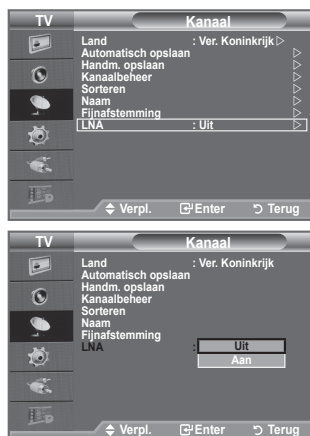 TV Kanaal
Land : Ver. Koninkrijk
Automatisch opslaan
Handm. opslaan
Kanaalbeheer
Sorteren
Naam
Fijnafstemming
LNA : Uit
Verpl. Enter Terug
TV Kanaal
Land : Ver. Koninkrijk
Automatisch opslaan
Handm. opslaan
Kanaalbeheer
Sorteren
Naam
Fijnafstemming
LNA : Uit
Aan
Verpl. Enter Terug